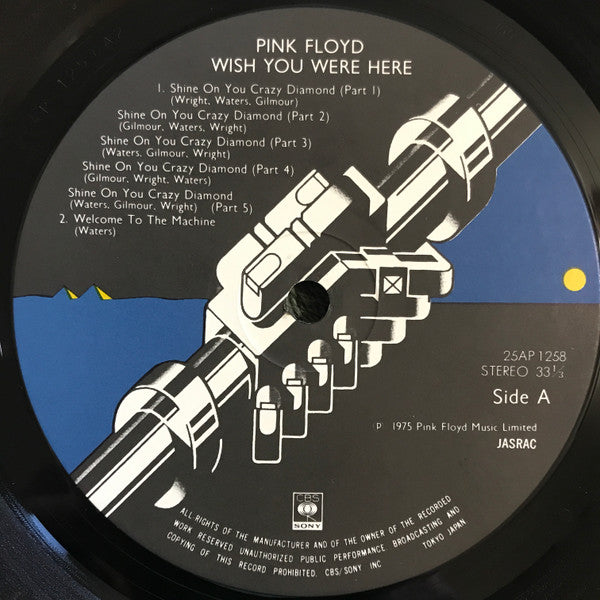 PINK FLOYD
WISH YOU WERE HERE
1. Shine On You Crazy Diamond (Part 1)
(Wright, Waters, Gilmour)
Shine On You Crazy Diamond (Part 2)
(Gilmour, Waters, Wright)
Shine On You Crazy Diamond (Part 3)
(Waters, Gilmour, Wright)
Shine On You Crazy Diamond (Part 4)
(Gilmour, Wright, Waters)
Shine On You Crazy Diamond
(Waters, Gilmour, Wright) (Part 5)
2. Welcome To The Machine
(Waters)
25AP 1258
STEREO 33⅓
Side A
(P) 1975 Pink Floyd Music Limited
JASRAC
CBS
SONY
ALL RIGHTS OF THE MANUFACTURER AND OF THE OWNER OF THE RECORDED
WORK RESERVED UNAUTHORIZED PUBLIC PERFORMANCE, BROADCASTING AND
COPYING OF THIS RECORD PROHIBITED. CBS/SONY INC TOKYO JAPAN